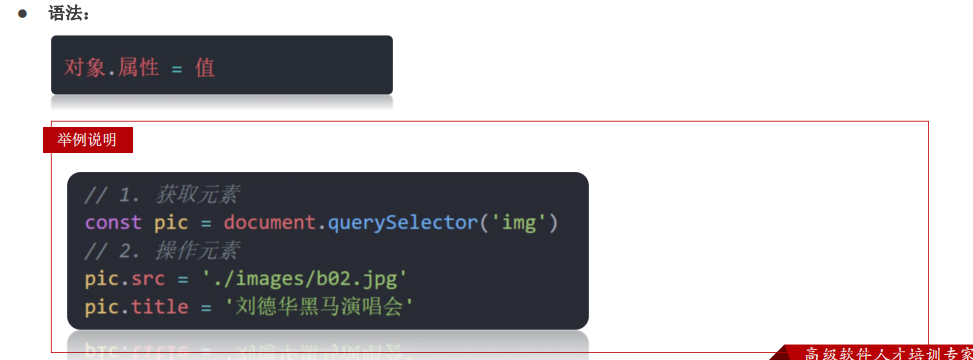 ● 语法：
对象.属性 = 值
举例说明
// 1. 获取元素
const pic = document.querySelector('img')
// 2. 操作元素
pic.src = './images/b02.jpg'
pic.title = '刘德华黑马演唱会'
高级软件人才培训专家